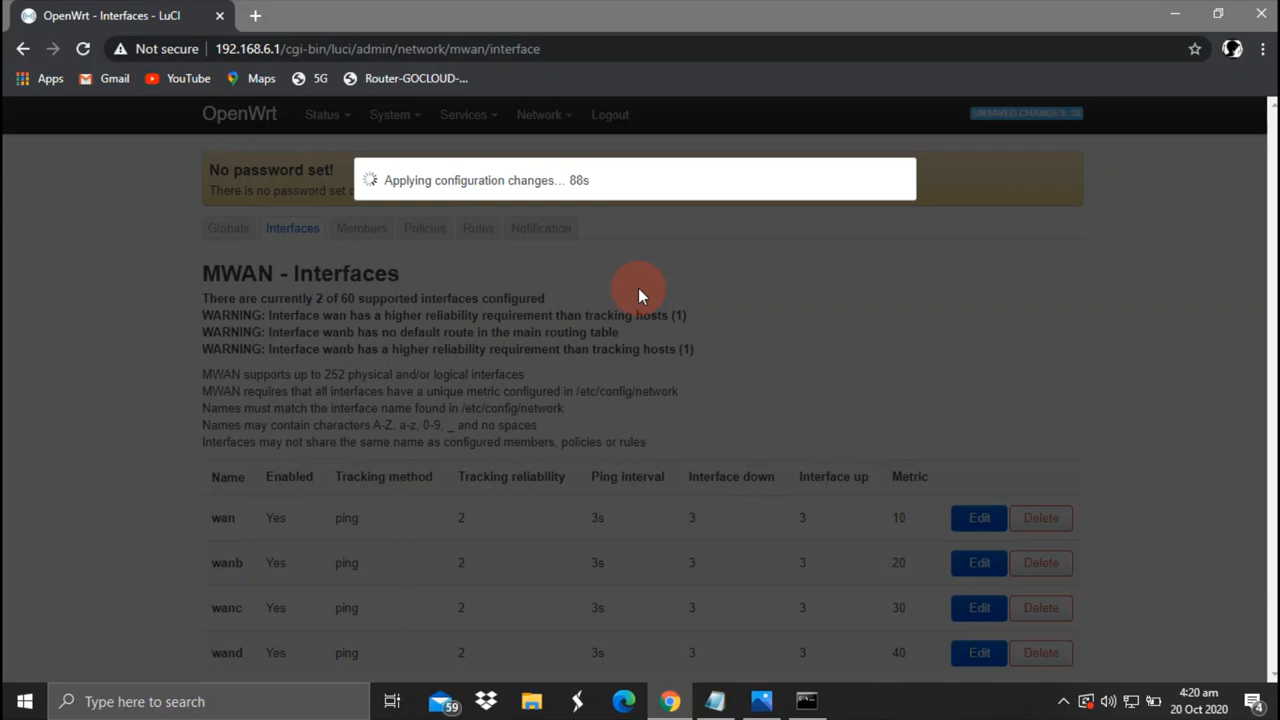 OpenWrt - Interfaces - LuCI
Not secure 192.168.6.1/cgi-bin/luci/admin/network/mwan/interface
Apps Gmail YouTube Maps 5G Router-GOCLOUD-...
OpenWrt Status System Services Network Logout UNSAVED CHANGES: 38
No password set!
There is no password set
Applying configuration changes... 88s
Globals Interfaces Members Policies Rules Notification
MWAN - Interfaces
There are currently 2 of 60 supported interfaces configured
WARNING: Interface wan has a higher reliability requirement than tracking hosts (1)
WARNING: Interface wanb has no default route in the main routing table
WARNING: Interface wanb has a higher reliability requirement than tracking hosts (1)
MWAN supports up to 252 physical and/or logical interfaces
MWAN requires that all interfaces have a unique metric configured in /etc/config/network
Names must match the interface name found in /etc/config/network
Names may contain characters A-Z, a-z, 0-9, _ and no spaces
Interfaces may not share the same name as configured members, policies or rules
Name Enabled Tracking method Tracking reliability Ping interval Interface down Interface up Metric
wan Yes ping 2 3s 3 3 10 Edit Delete
wanb Yes ping 2 3s 3 3 20 Edit Delete
wanc Yes ping 2 3s 3 3 30 Edit Delete
wand Yes ping 2 3s 3 3 40 Edit Delete
Type here to search 59 4:20 am
20 Oct 2020 4